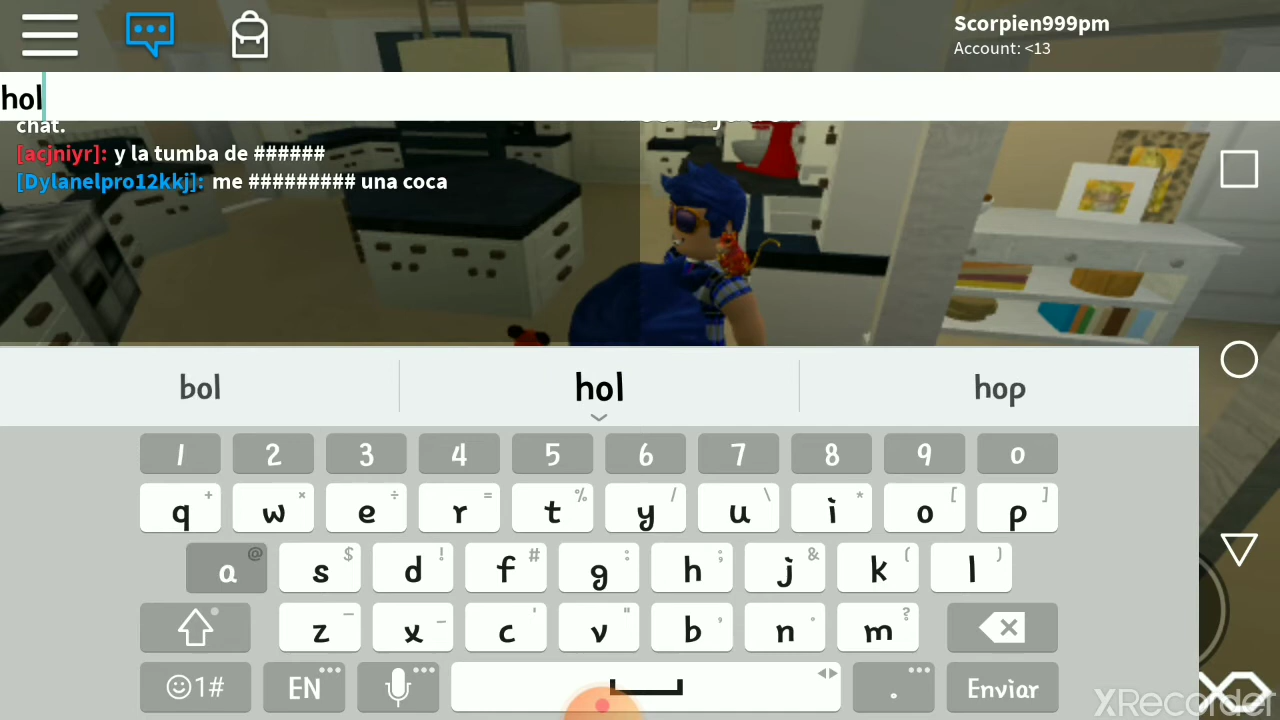 Scorpien999pm
Account: <13
hol
chat.
[acjniyr]: y la tumba de ######
[Dylanelpro12kkj]: me ######### una coca
bol hol hop
1 2 3 4 5 6 7 8 9 0
q + w × e ÷ r = t % y / u \ i * o [ p ]
a @ s $ d ! f # g : h ; j & k ( l )
z – x - c ' v " b , n ° m ?
☺1# EN . Enviar
XRecorder